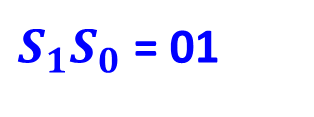 S₁S₀ = 01